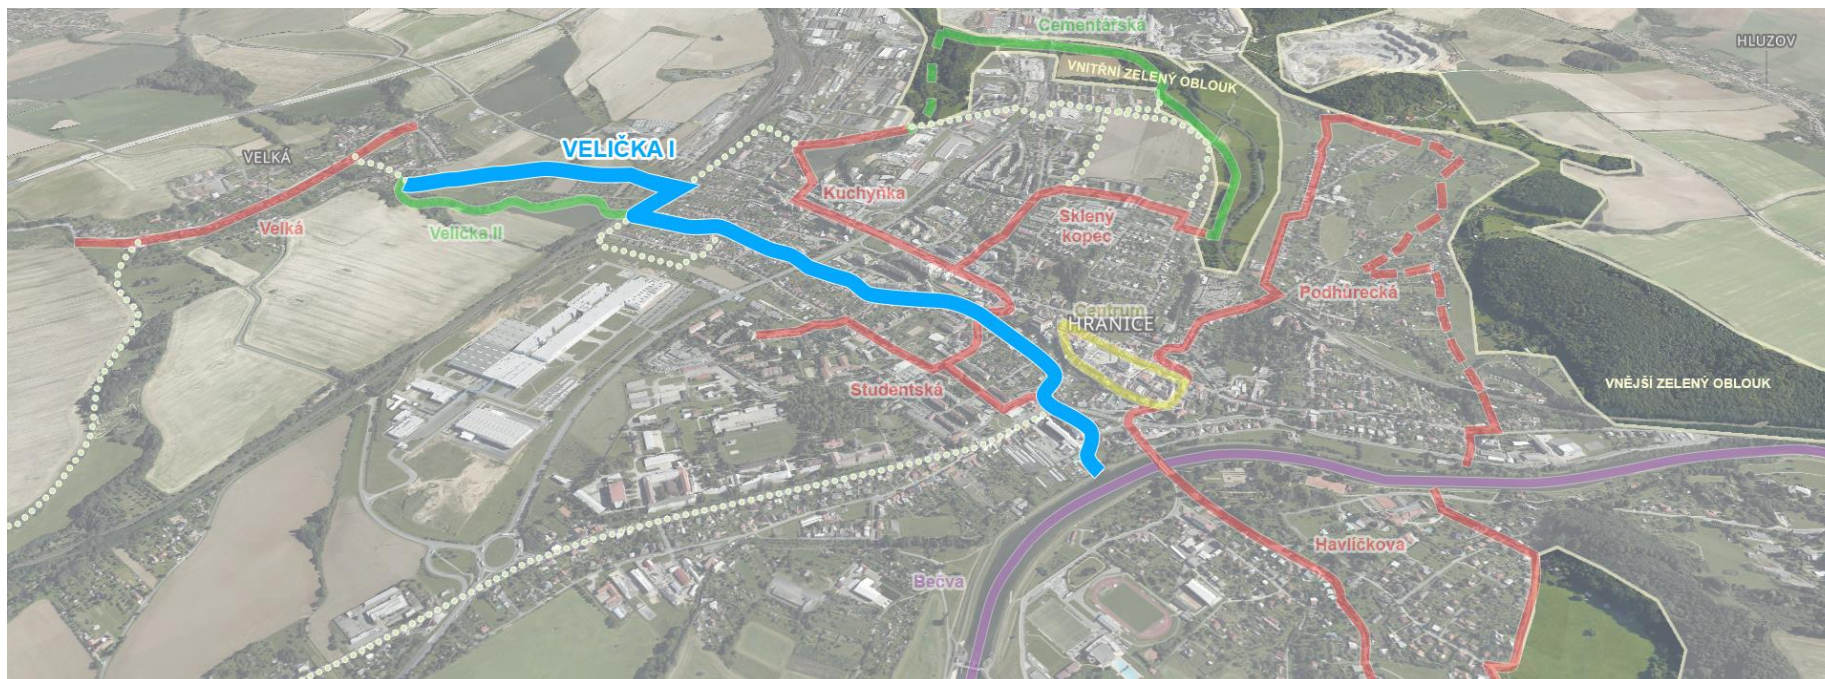 Cementářská
HLUZOV
VNITŘNÍ ZELENÝ OBLOUK
VELIČKA I
VELKÁ
Kuchyňka
Velká
Velička II
Sklený
kopec
Podhůrecká
Centrum
HRANICE
Studentská
VNĚJŠÍ ZELENÝ OBLOUK
Havlíčkova
Bečva